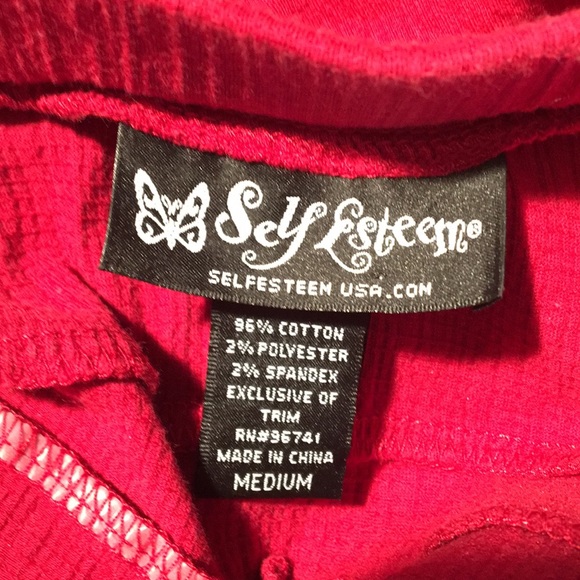 Self Esteem®
SELFESTEEM USA.COM
96% COTTON
2% POLYESTER
2% SPANDEX
EXCLUSIVE OF
TRIM
RN#96741
MADE IN CHINA
MEDIUM